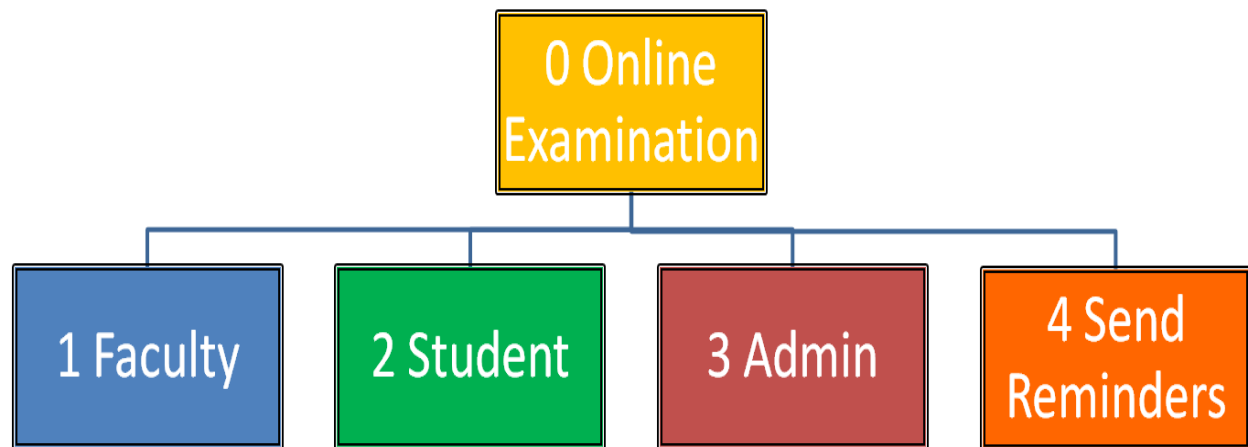 0 Online
Examination
1 Faculty
2 Student
3 Admin
4 Send
Reminders